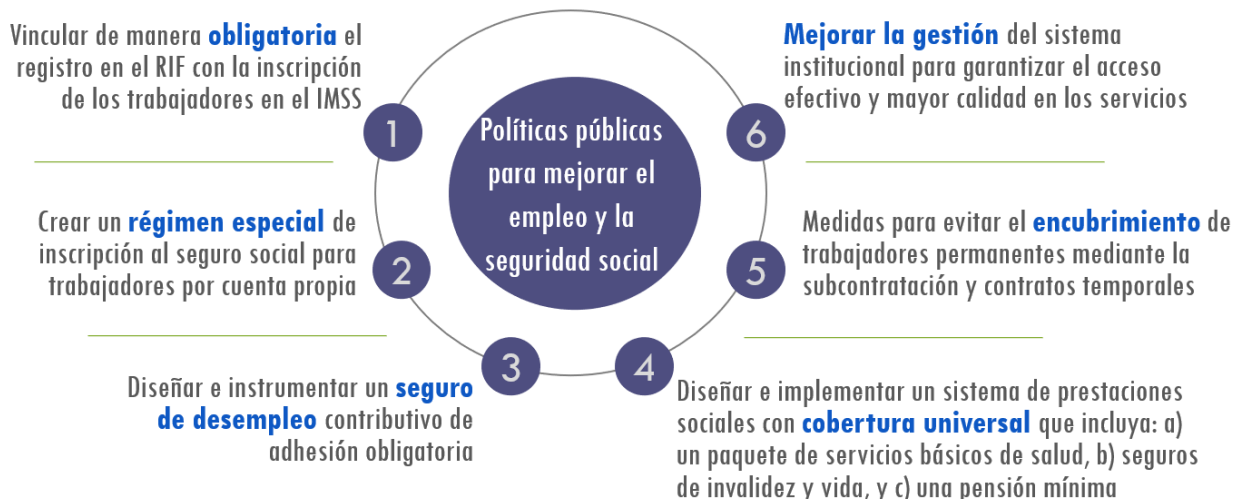 Políticas públicas
para mejorar el
empleo y la
seguridad social
1
Vincular de manera obligatoria el
registro en el RIF con la inscripción
de los trabajadores en el IMSS
2
Crear un régimen especial de
inscripción al seguro social para
trabajadores por cuenta propia
3
Diseñar e instrumentar un seguro
de desempleo contributivo de
adhesión obligatoria
4
Diseñar e implementar un sistema de prestaciones
sociales con cobertura universal que incluya: a)
un paquete de servicios básicos de salud, b) seguros
de invalidez y vida, y c) una pensión mínima
5
Medidas para evitar el encubrimiento de
trabajadores permanentes mediante la
subcontratación y contratos temporales
6
Mejorar la gestión del sistema
institucional para garantizar el acceso
efectivo y mayor calidad en los servicios